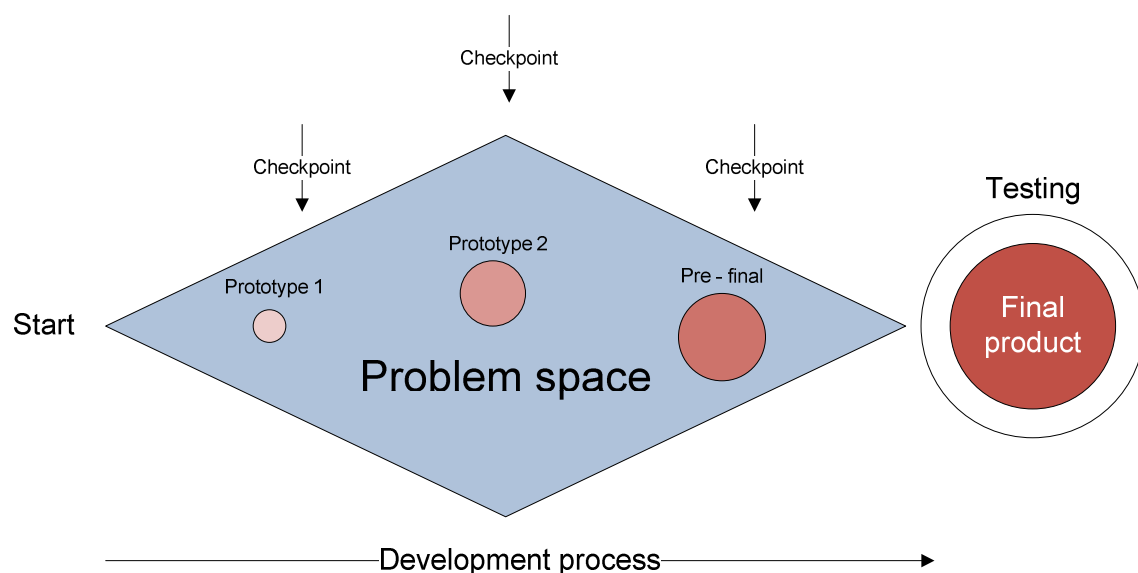 Checkpoint
Checkpoint
Checkpoint
Testing
Prototype 2
Pre - final
Prototype 1
Start
Final
product
Problem space
Development process